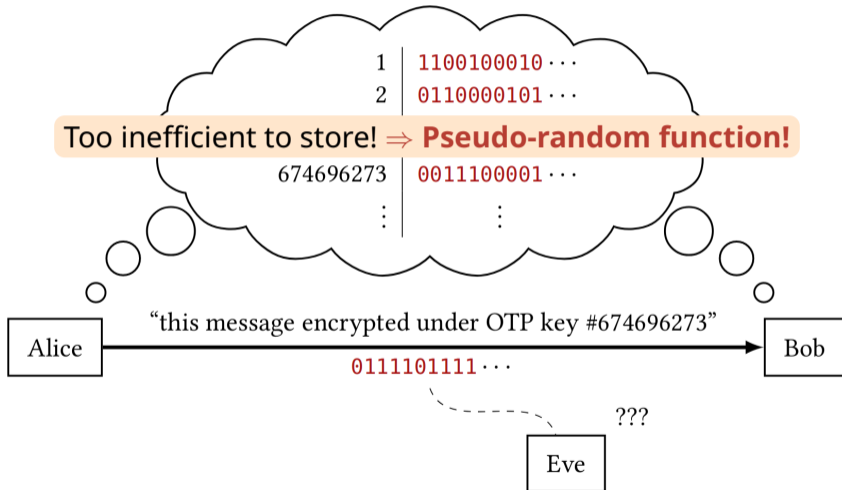 1 1100100010···
2 0110000101···
Too inefficient to store! ⇒ Pseudo-random function!
674696273 0011100001···
⋮ ⋮
“this message encrypted under OTP key #674696273”
Alice
Bob
0111101111···
???
Eve